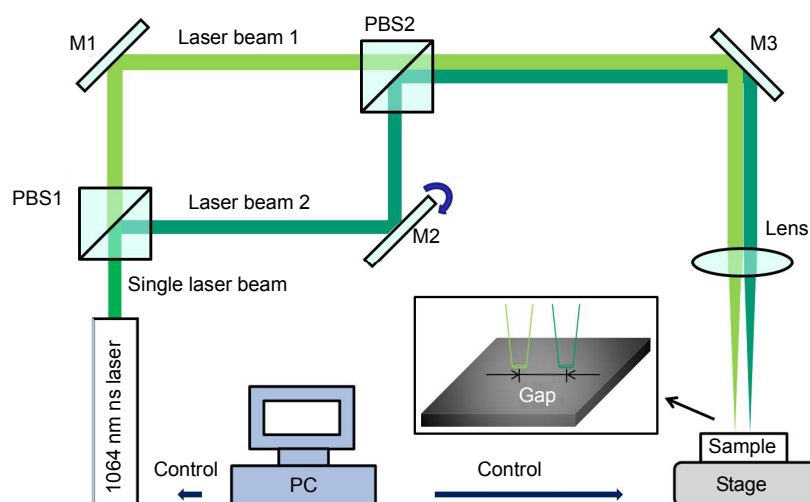 M1
Laser beam 1
PBS2
M3
PBS1
Laser beam 2
M2
Lens
Single laser beam
1064 nm ns laser
Gap
Control
PC
Control
Sample
Stage